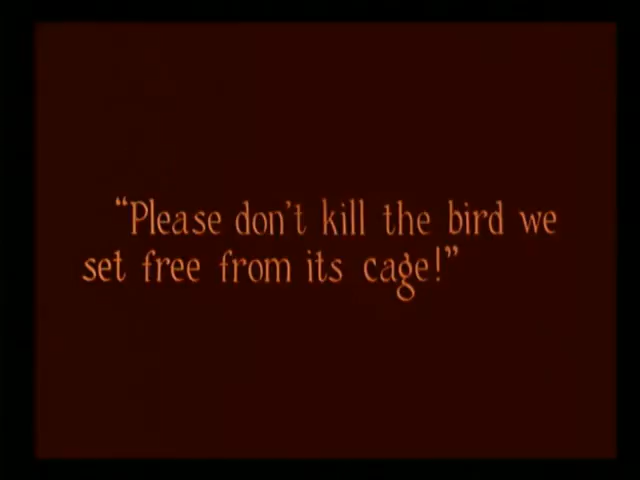 “Please don't kill the bird we
set free from its cage!”